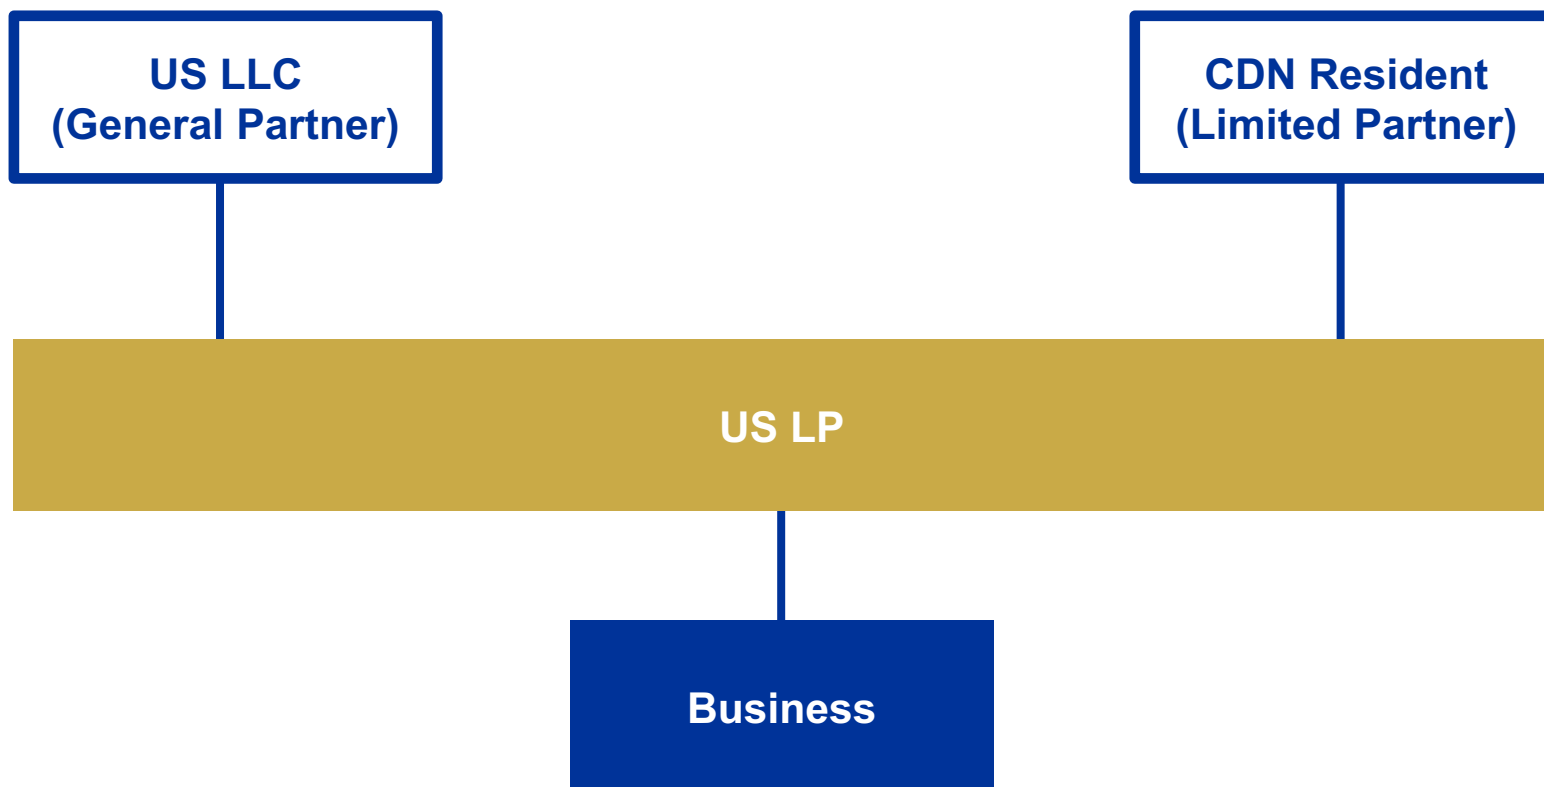 US LLC
(General Partner)
CDN Resident
(Limited Partner)
US LP
Business